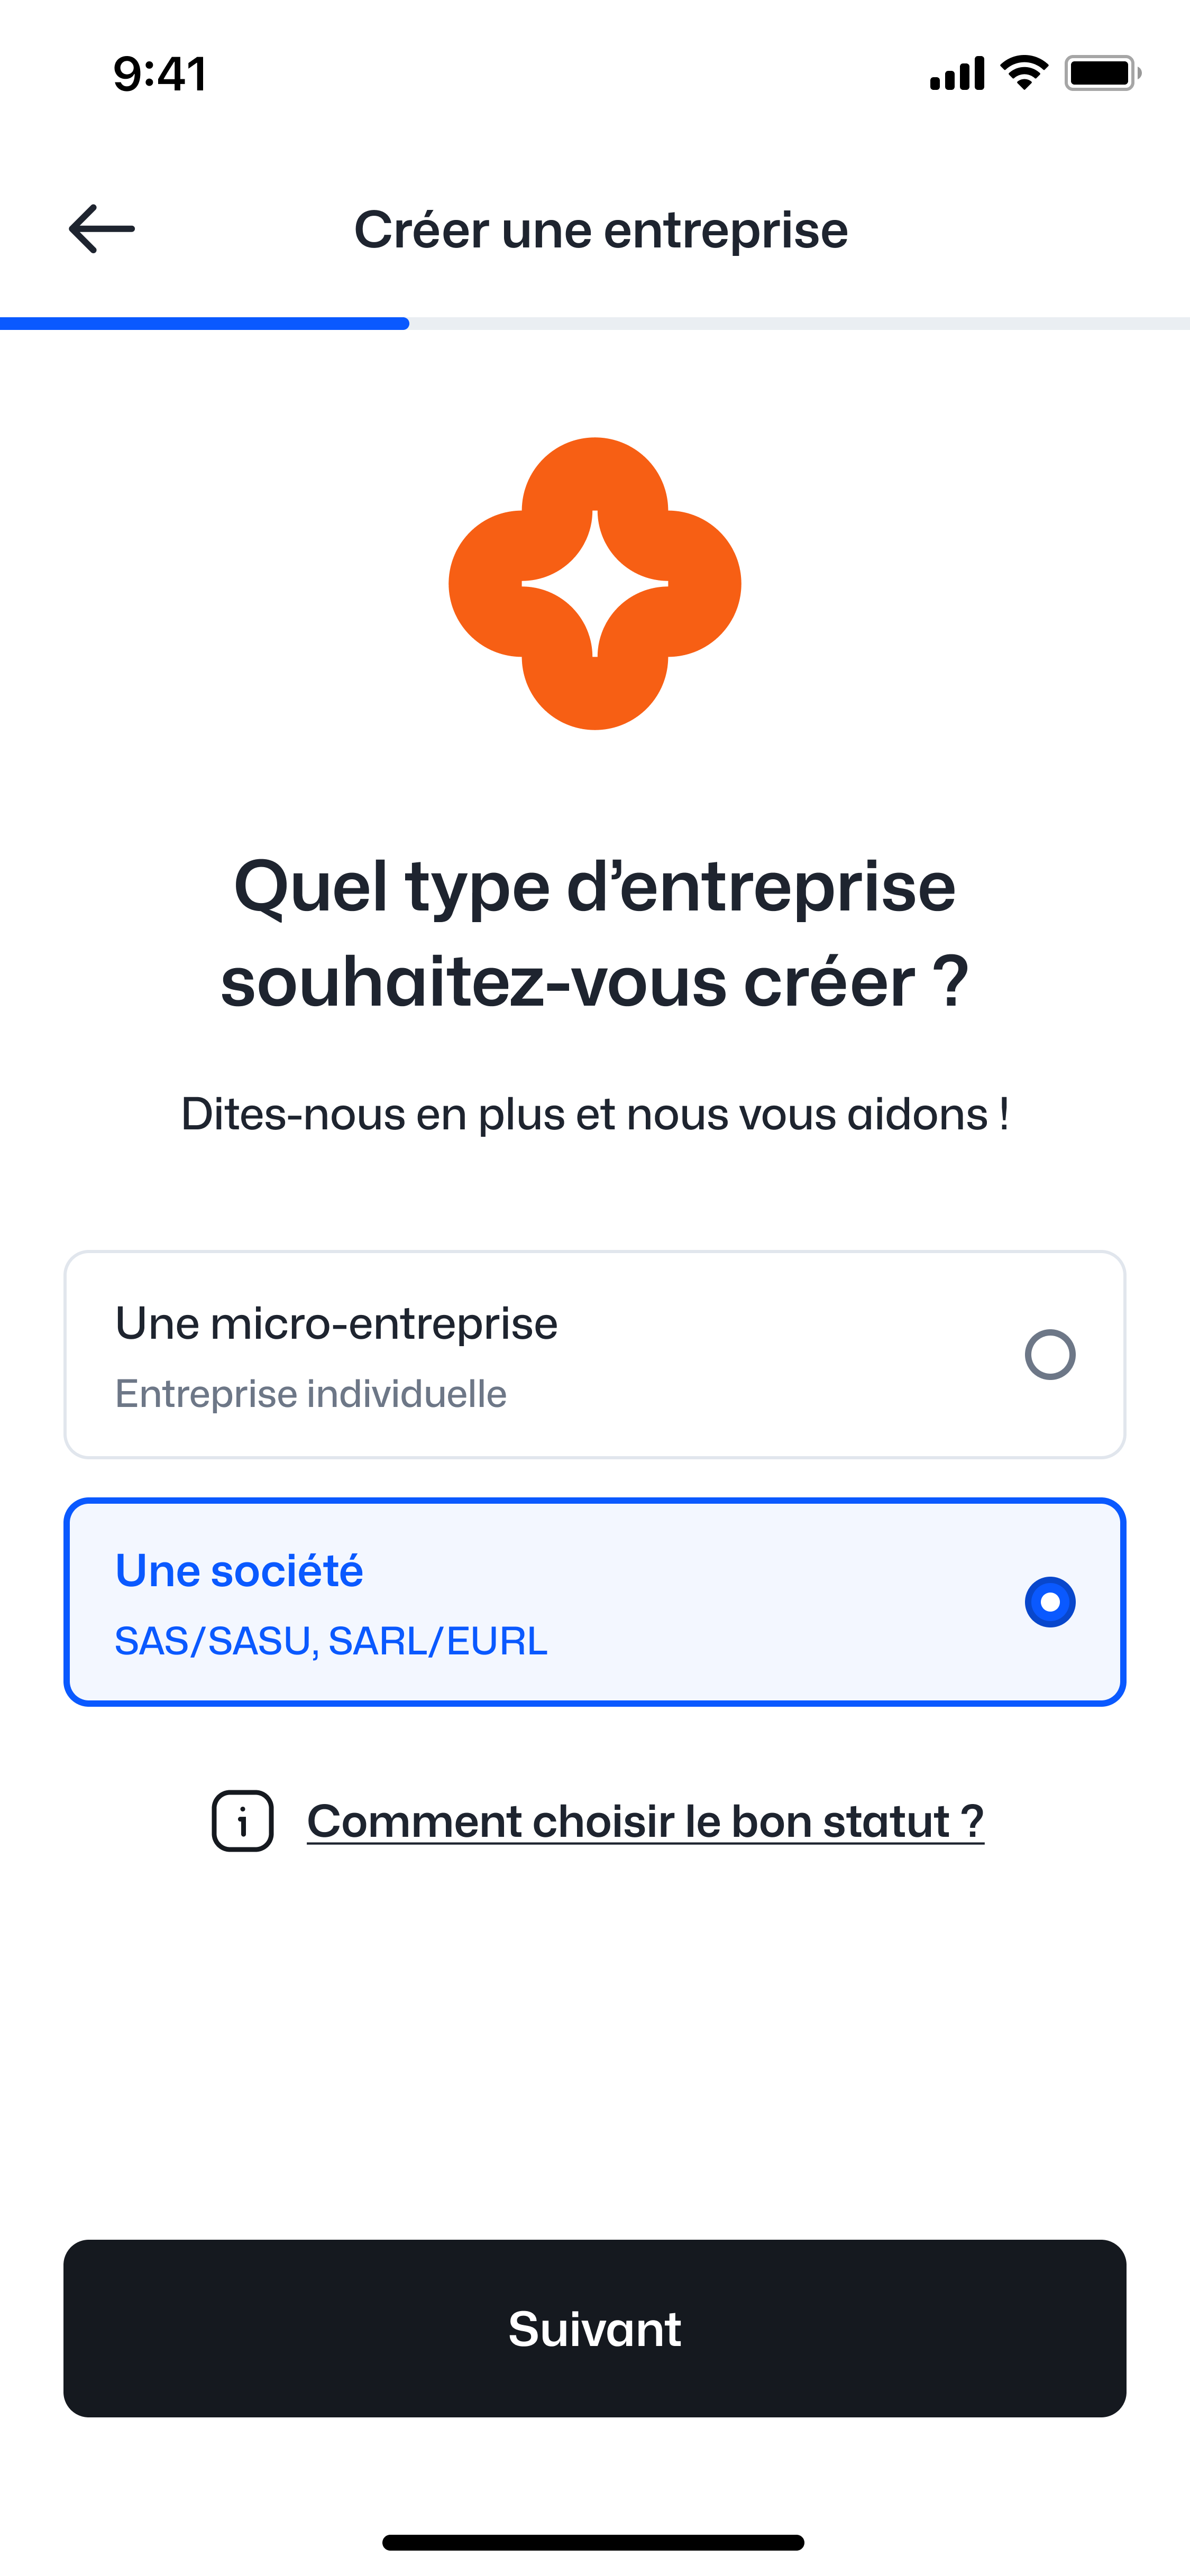 9:41
Créer une entreprise
Quel type d’entreprise
souhaitez-vous créer ?
Dites-nous en plus et nous vous aidons !
Une micro-entreprise
Entreprise individuelle
Une société
SAS/SASU, SARL/EURL
Comment choisir le bon statut ?
Suivant